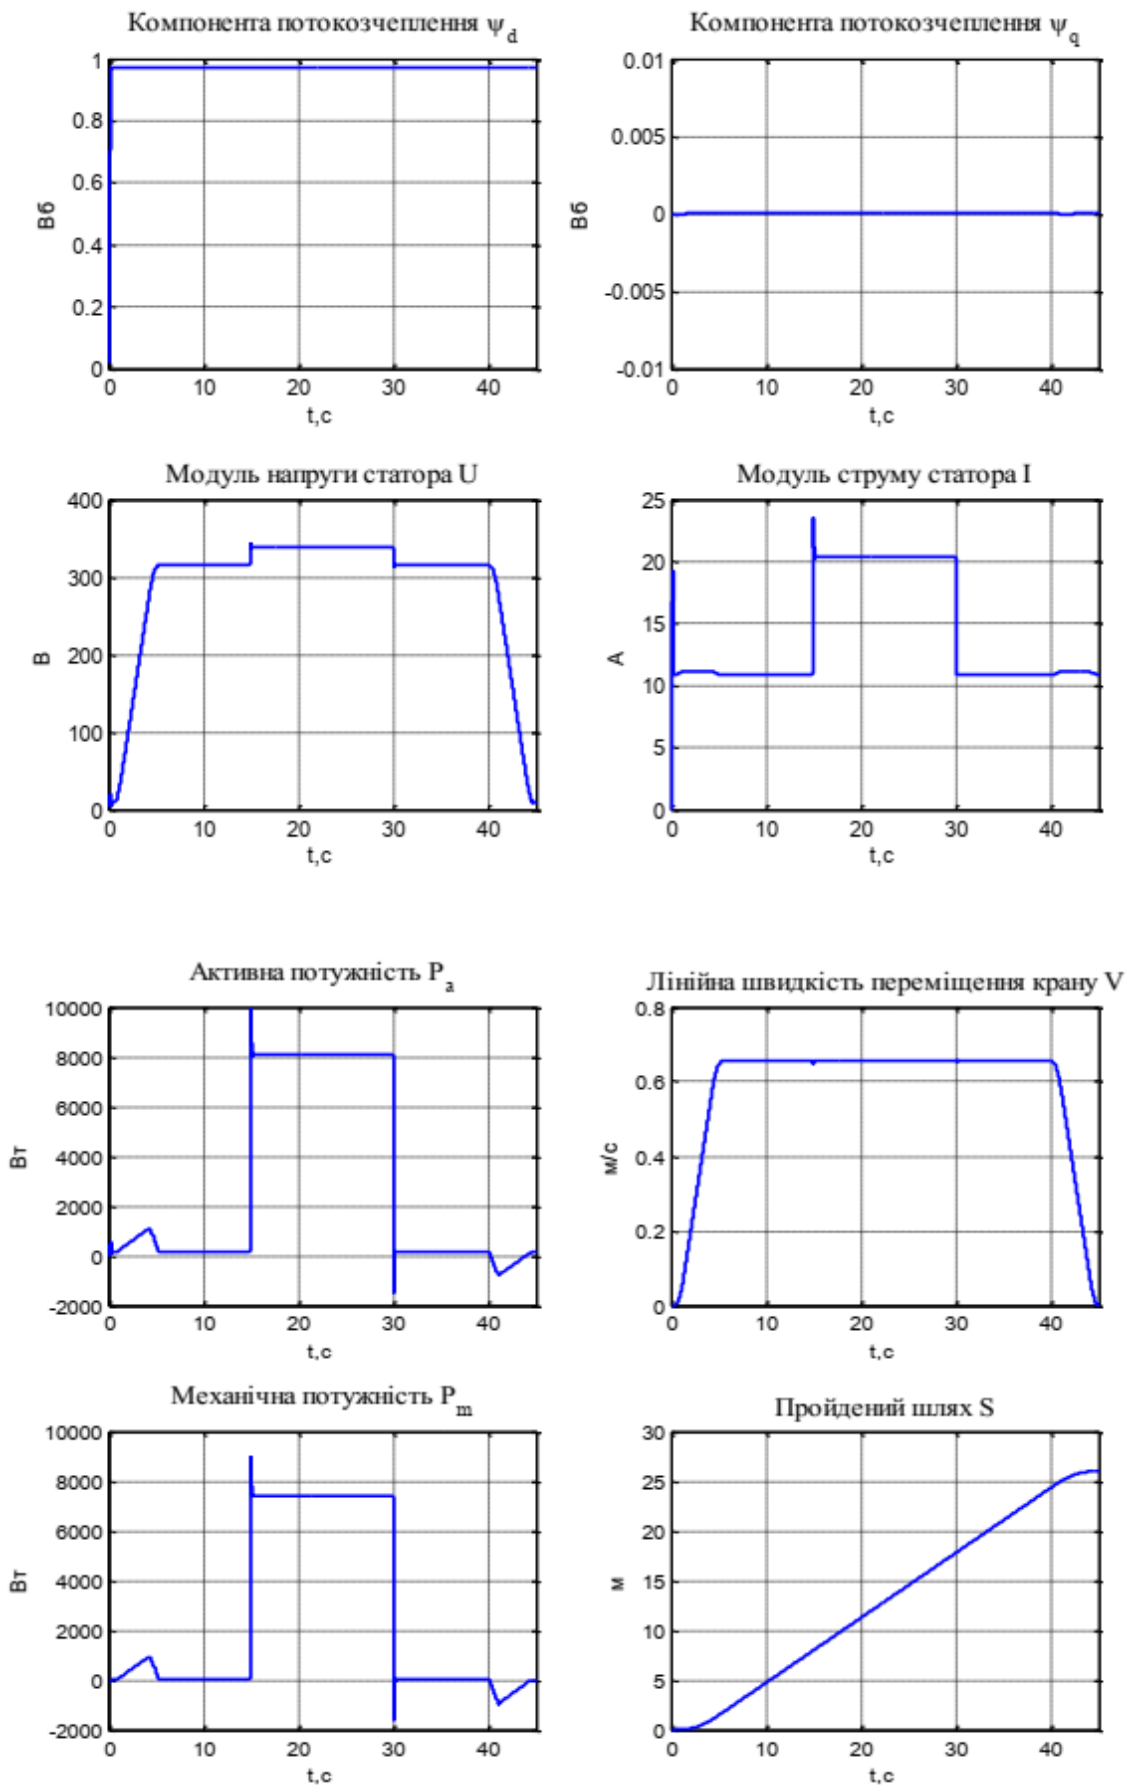 Компонента потокозчеплення ψ_d
Компонента потокозчеплення ψ_q
1
0.8
0.6
0.4
0.2
0
Вб
0 10 20 30 40
t,c
0.01
0.005
0
-0.005
-0.01
Вб
0 10 20 30 40
t,c
Модуль напруги статора U
Модуль струму статора I
400
300
200
100
0
В
0 10 20 30 40
t,c
25
20
15
10
5
0
А
0 10 20 30 40
t,c
Активна потужність P_a
Лінійна швидкість переміщення крану V
10000
8000
6000
4000
2000
0
-2000
Вт
0 10 20 30 40
t,c
0.8
0.6
0.4
0.2
0
м/с
0 10 20 30 40
t,c
Механічна потужність P_m
Пройдений шлях S
10000
8000
6000
4000
2000
0
-2000
Вт
0 10 20 30 40
t,c
30
25
20
15
10
5
0
м
0 10 20 30 40
t,c